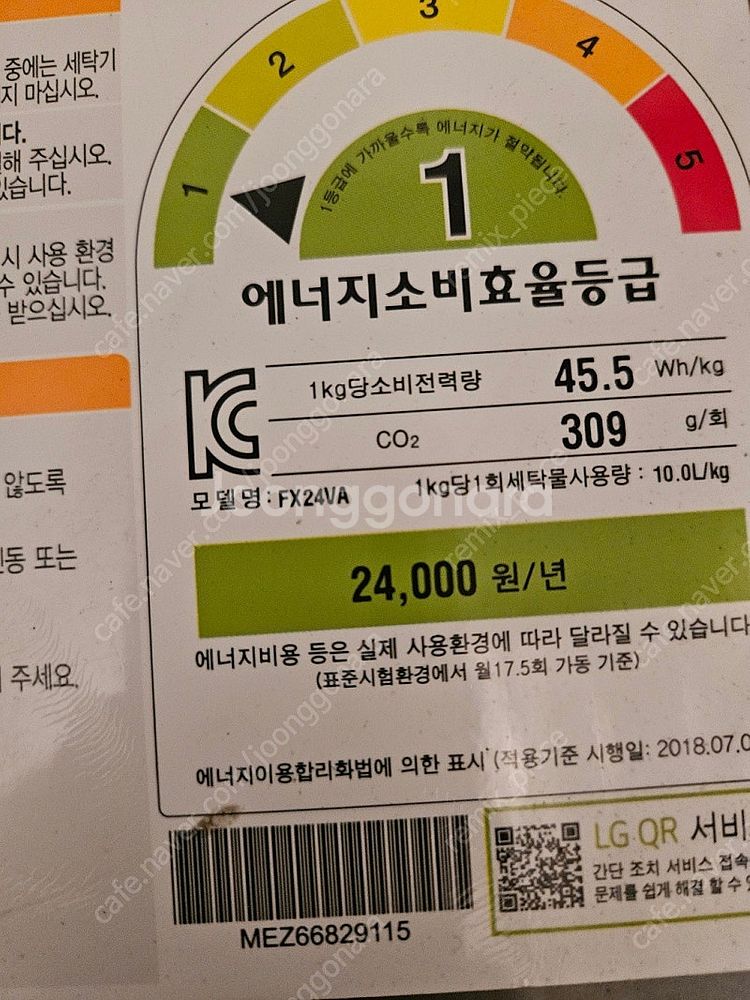 중에는 세탁기
지 마십시오.
다.
해 주십시오.
있습니다.
시 사용 환경
수 있습니다.
받으십시오.
않도록
또는
주세요.
1
2
3
4
5
1등급에 가까울수록 에너지가 절약됩니다.
1
에너지소비효율등급
1kg당소비전력량 45.5 Wh/kg
CO₂ 309 g/회
모델명: FX24VA 1kg당1회세탁물사용량 : 10.0L/kg
24,000 원/년
에너지비용 등은 실제 사용환경에 따라 달라질 수 있습니다
(표준시험환경에서 월17.5회 가동 기준)
에너지이용합리화법에 의한 표시 (적용기준 시행일: 2018.07.0
MEZ66829115
LG QR 서비
간단 조치 서비스 접속
문제를 쉽게 해결 할 수
joonggonara
cafe.naver.com/joonggonara
remix_piece